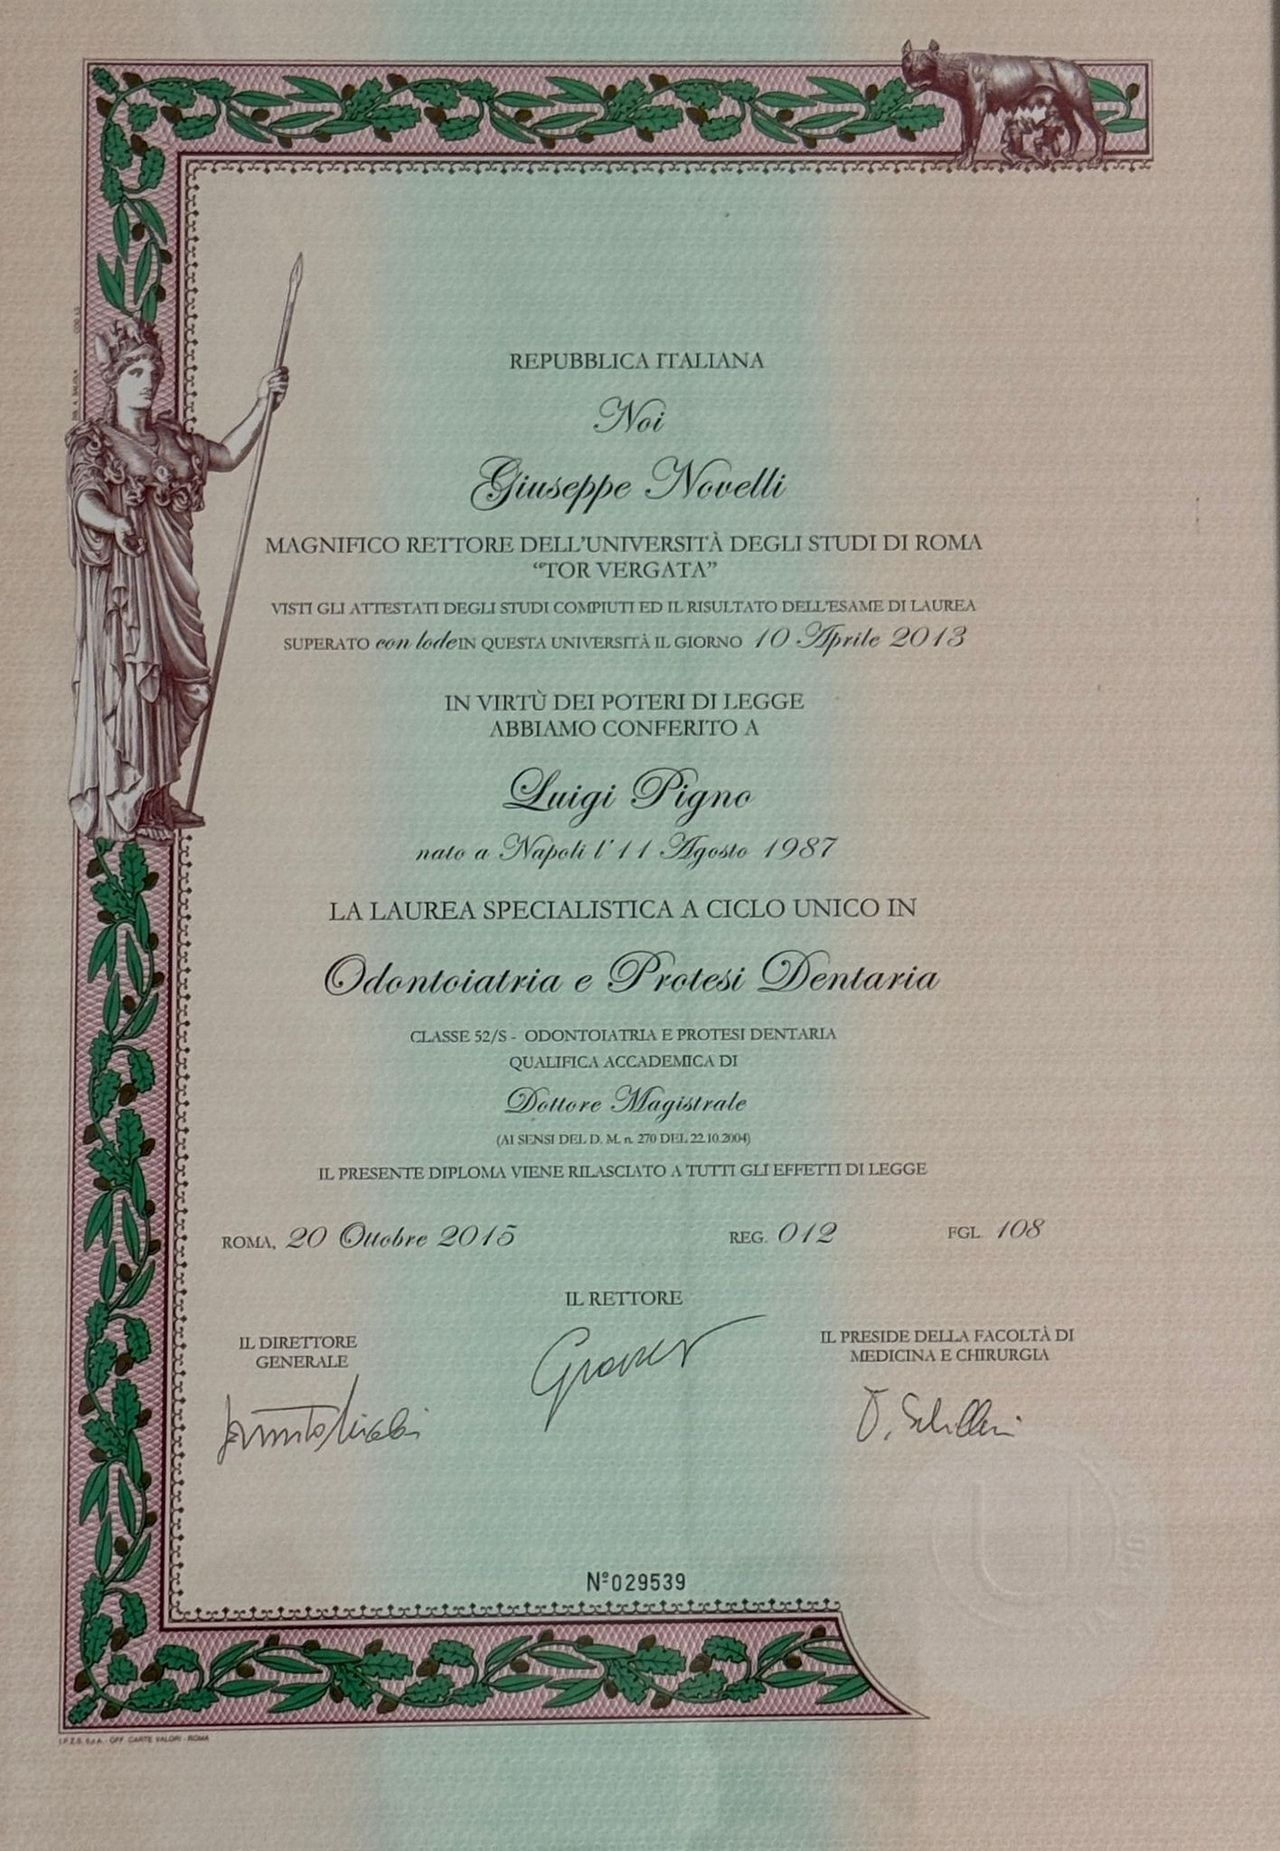 REPUBBLICA ITALIANA
Noi
Giuseppe Novelli
MAGNIFICO RETTORE DELL'UNIVERSITÀ DEGLI STUDI DI ROMA
“TOR VERGATA”
VISTI GLI ATTESTATI DEGLI STUDI COMPIUTI ED IL RISULTATO DELL'ESAME DI LAUREA
SUPERATO con lode IN QUESTA UNIVERSITÀ IL GIORNO 10 Aprile 2013
IN VIRTÙ DEI POTERI DI LEGGE
ABBIAMO CONFERITO A
Luigi Pigno
nato a Napoli l'11 Agosto 1987
LA LAUREA SPECIALISTICA A CICLO UNICO IN
Odontoiatria e Protesi Dentaria
CLASSE 52/S - ODONTOIATRIA E PROTESI DENTARIA
QUALIFICA ACCADEMICA DI
Dottore Magistrale
(AI SENSI DEL D. M. n. 270 DEL 22.10.2004)
IL PRESENTE DIPLOMA VIENE RILASCIATO A TUTTI GLI EFFETTI DI LEGGE
ROMA, 20 Ottobre 2015 REG. 012 FGL. 108
IL RETTORE
IL DIRETTORE
GENERALE
IL PRESIDE DELLA FACOLTÀ DI
MEDICINA E CHIRURGIA
Nº029539
I.P.Z.S. S.p.A. - OFF. CARTE VALORI - ROMA